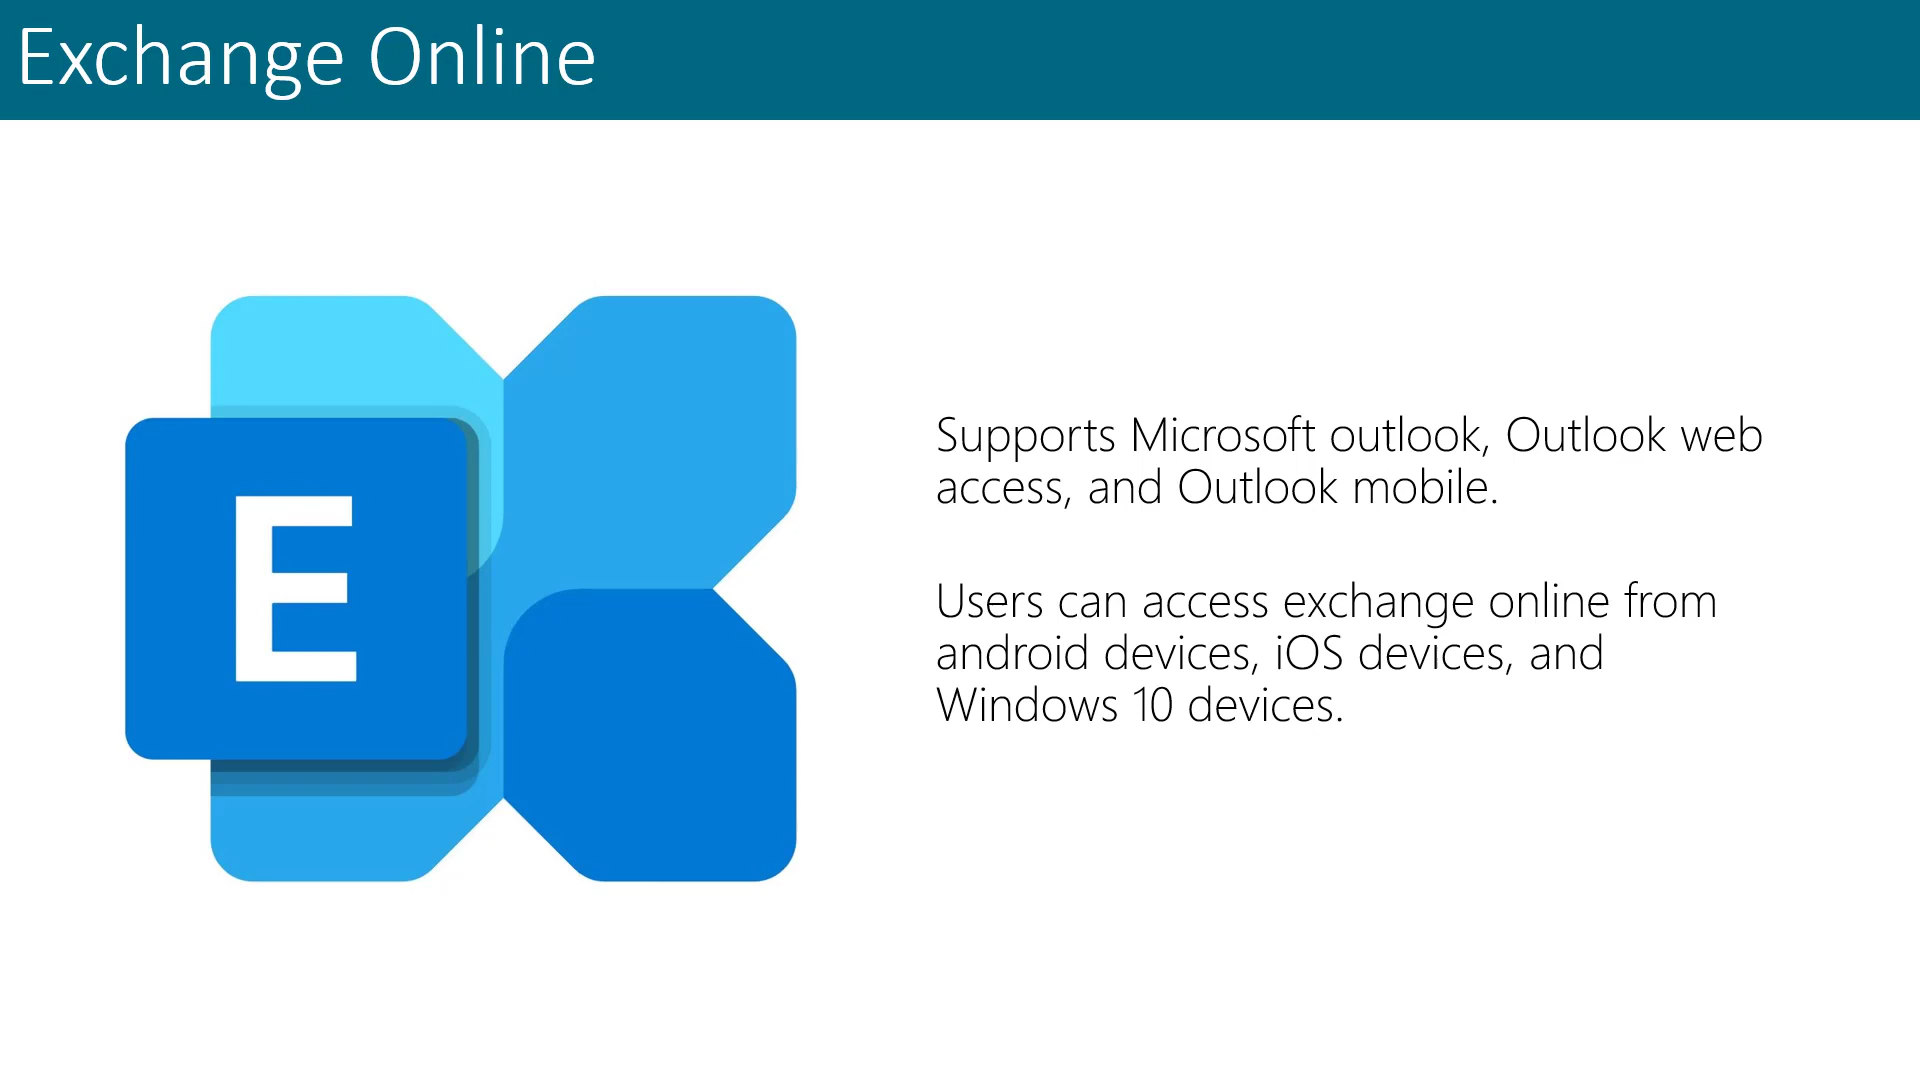 Exchange Online
E
Supports Microsoft outlook, Outlook web
access, and Outlook mobile.
Users can access exchange online from
android devices, iOS devices, and
Windows 10 devices.